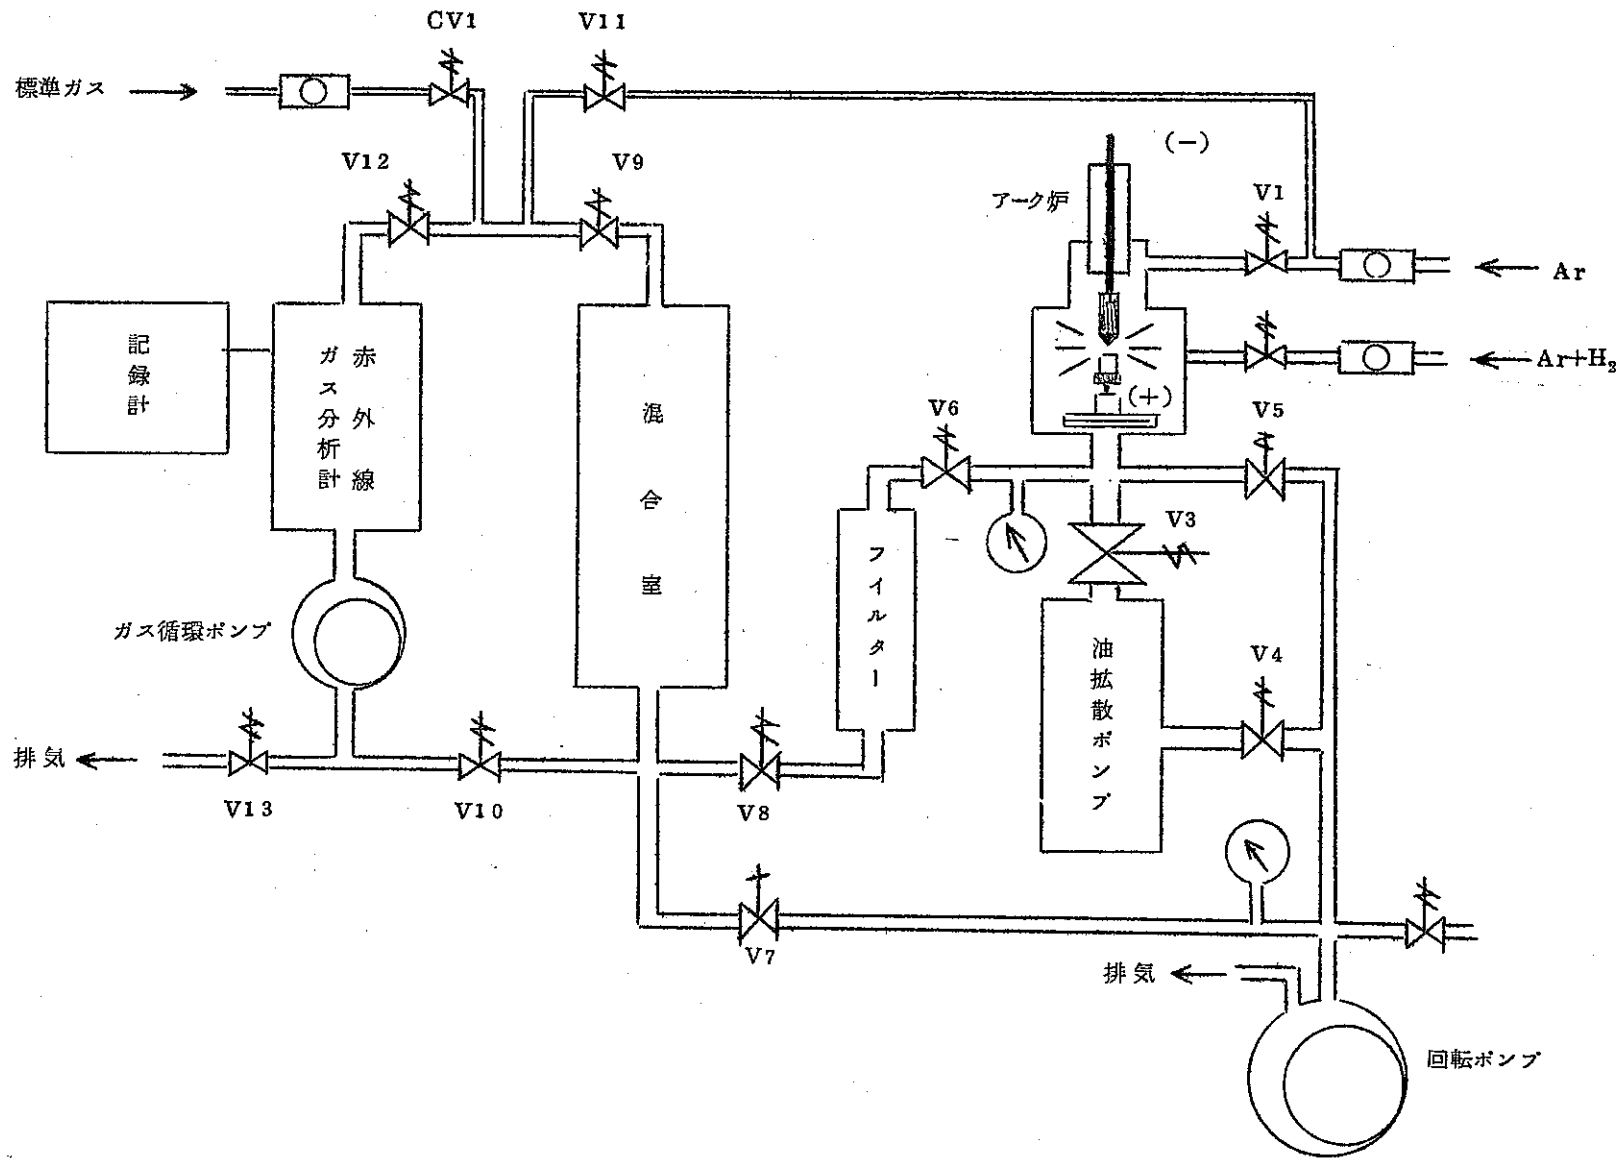 CV1
V11
標準ガス
V12
V9
(−)
アーク炉
V1
Ar
記録計
赤外線
ガス分析計
混合室
Ar+H₂
(+)
V6
V5
V3
フイルター
油拡散ポンプ
V4
ガス循環ポンプ
排気
V13
V10
V8
V7
排気
回転ポンプ